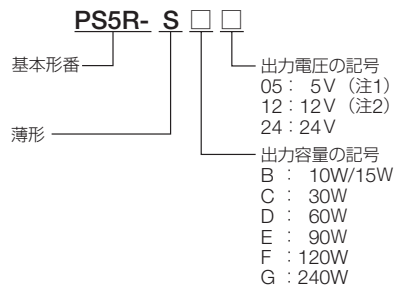 PS5R- S □ □
基本形番
薄形
出力電圧の記号
05： 5V（注1）
12：12V（注2）
24：24V
出力容量の記号
B ： 10W/15W
C ： 30W
D ： 60W
E ： 90W
F ：120W
G ：240W